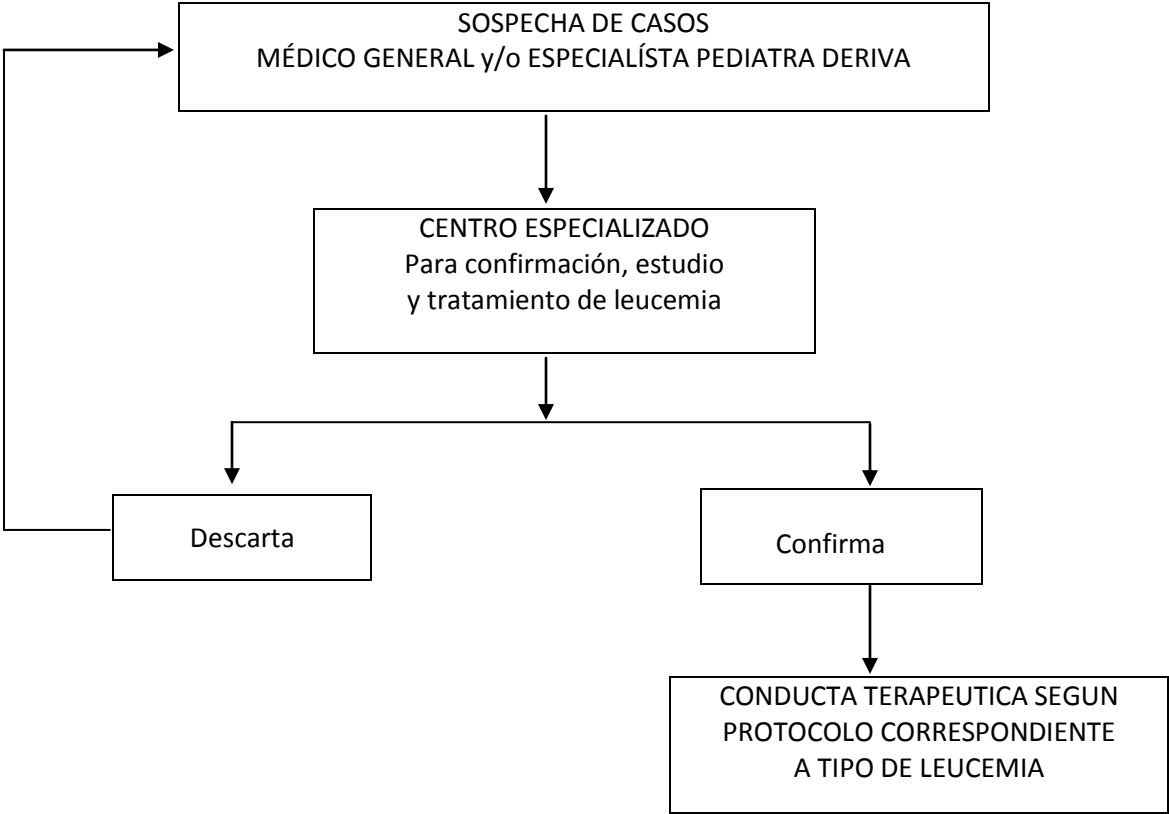 SOSPECHA DE CASOS
MÉDICO GENERAL y/o ESPECIALÍSTA PEDIATRA DERIVA
CENTRO ESPECIALIZADO
Para confirmación, estudio
y tratamiento de leucemia
Descarta
Confirma
CONDUCTA TERAPEUTICA SEGUN
PROTOCOLO CORRESPONDIENTE
A TIPO DE LEUCEMIA